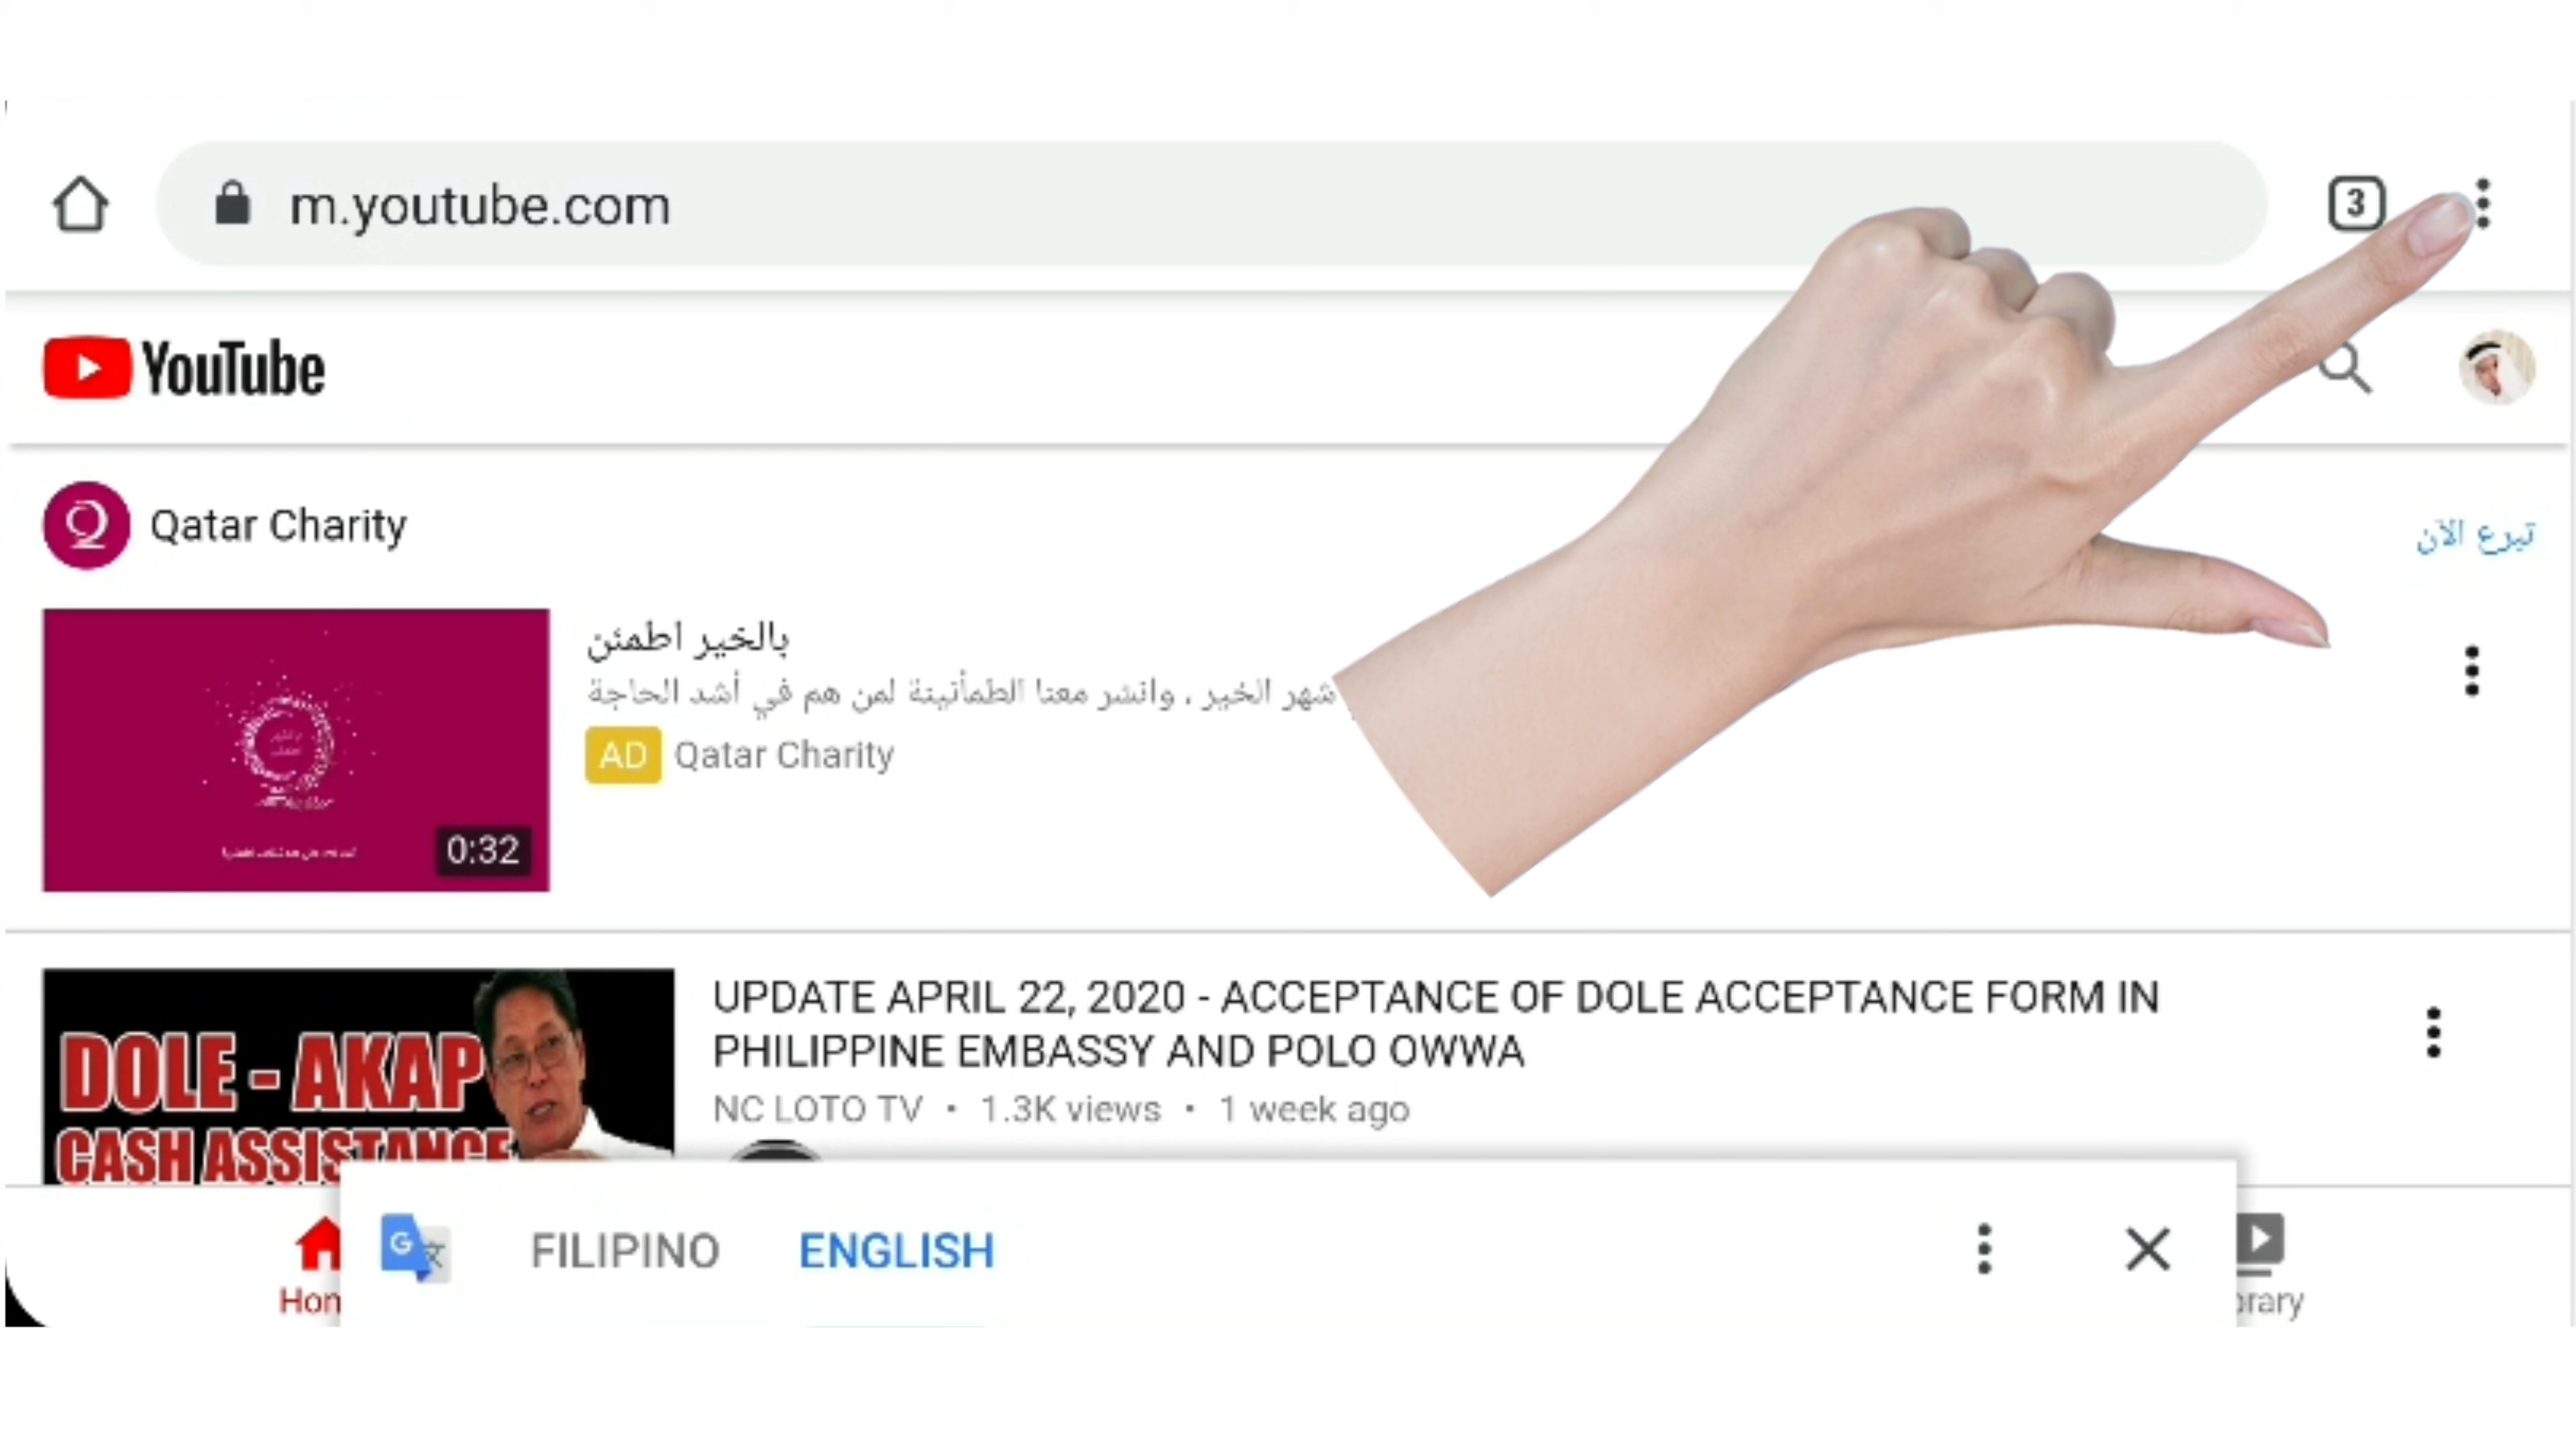 m.youtube.com
3
YouTube
Qatar Charity
تبرع الآن
بالخير اطمئن
شهر الخير ، وانشر معنا الطمأنينة لمن هم في أشد الحاجة
AD Qatar Charity
0:32
UPDATE APRIL 22, 2020 - ACCEPTANCE OF DOLE ACCEPTANCE FORM IN
PHILIPPINE EMBASSY AND POLO OWWA
NC LOTO TV • 1.3K views • 1 week ago
DOLE - AKAP
CASH ASSISTANCE
FILIPINO ENGLISH
Hom
brary